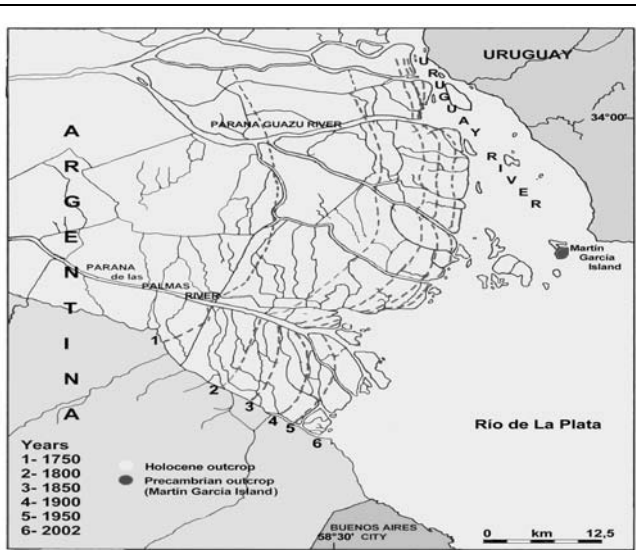 URUGUAY
URUGUAY RIVER
34°00'
PARANA GUAZU RIVER
ARGENTINA
Martin
Garcia
Island
PARANA
de las
PALMAS
RIVER
1
2
3
4
5
6
Río de La Plata
Years
1- 1750
2- 1800
3- 1850
4- 1900
5- 1950
6- 2002
Holocene outcrop
Precambrian outcrop
(Martin Garcia Island)
BUENOS AIRES
CITY
58°30'
0 km 12,5